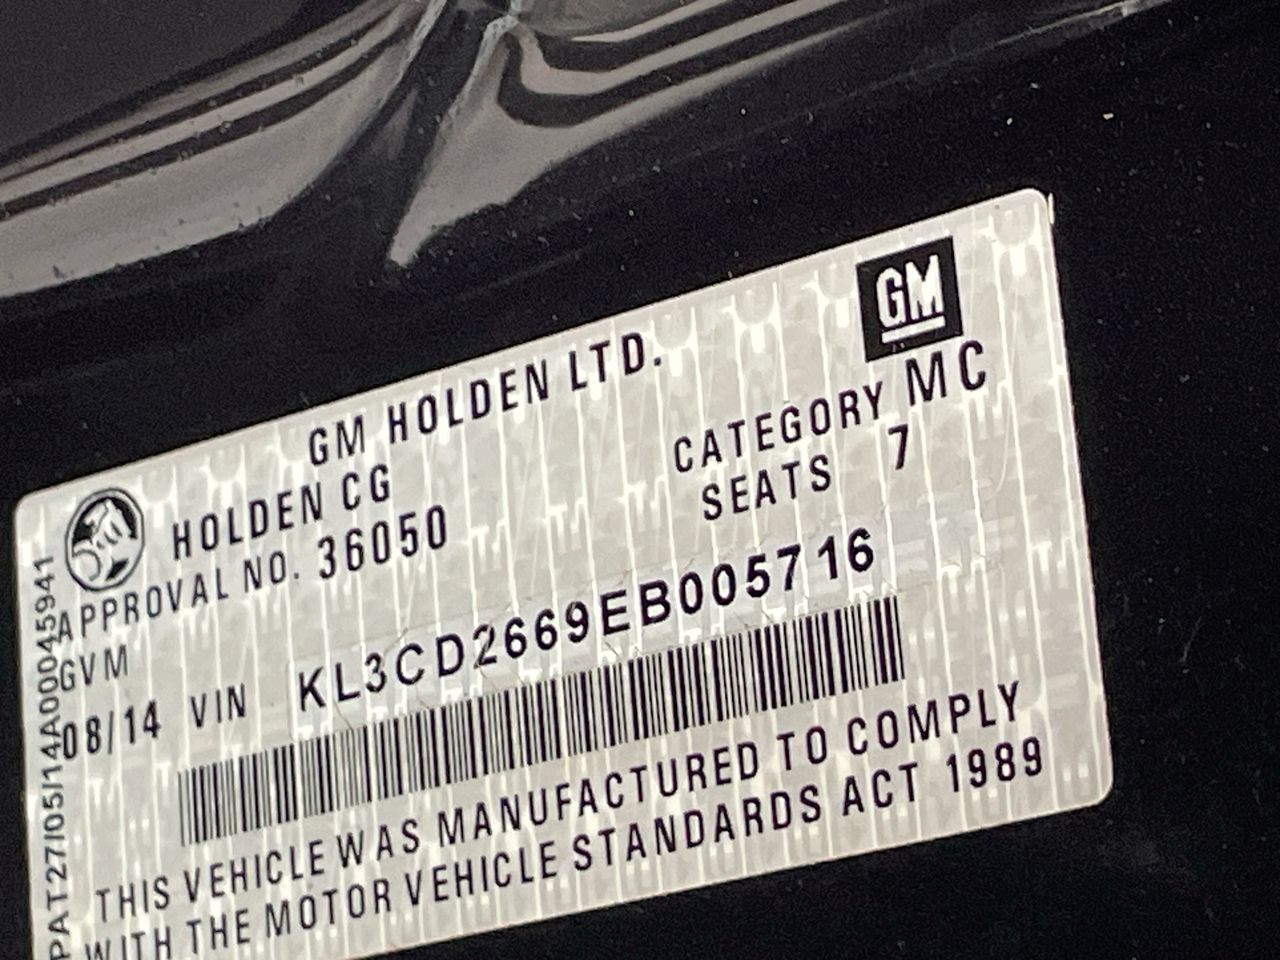 GM
GM HOLDEN LTD.
HOLDEN CG
CATEGORY MC
APPROVAL NO. 36050
SEATS 7
GVM
08/14 VIN KL3CD2669EB005716
THIS VEHICLE WAS MANUFACTURED TO COMPLY
WITH THE MOTOR VEHICLE STANDARDS ACT 1989
PAT27/05/14A00045941